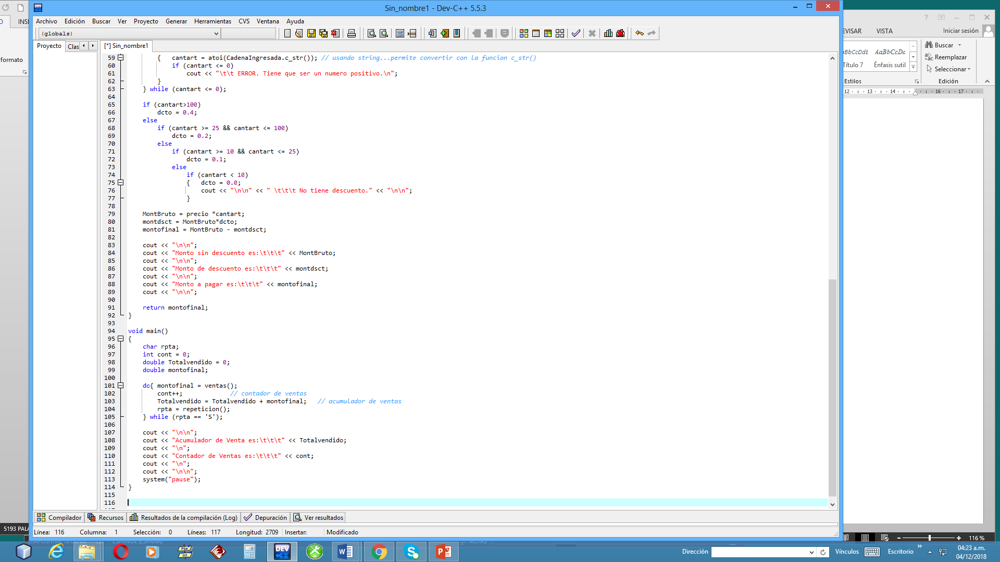 Sin_nombre1 - Dev-C++ 5.5.3
Archivo Edición Buscar Ver Proyecto Generar Herramientas CVS Ventana Ayuda
(globals)
Proyecto Clas
[*] Sin_nombre1
59 { cantart = atoi(CadenaIngresada.c_str()); // usando string...permite convertir con la funcion c_str()
60 if (cantart <= 0)
61 cout << "\t\t ERROR. Tiene que ser un numero positivo.\n";
62 }
63 } while (cantart <= 0);
64
65 if (cantart>100)
66 dcto = 0.4;
67 else
68 if (cantart >= 25 && cantart <= 100)
69 dcto = 0.2;
70 else
71 if (cantart >= 10 && cantart <= 25)
72 dcto = 0.1;
73 else
74 if (cantart < 10)
75 { dcto = 0.0;
76 cout << "\n\n" << " \t\t\t No tiene descuento." << "\n\n";
77 }
78
79 MontBruto = precio *cantart;
80 montdsct = MontBruto*dcto;
81 montofinal = MontBruto - montdsct;
82
83 cout << "\n\n";
84 cout << "Monto sin descuento es:\t\t\t" << MontBruto;
85 cout << "\n\n";
86 cout << "Monto de descuento es:\t\t\t" << montdsct;
87 cout << "\n\n";
88 cout << "Monto a pagar es:\t\t\t" << montofinal;
89 cout << "\n\n";
90
91 return montofinal;
92 }
93
94 void main()
95 {
96 char rpta;
97 int cont = 0;
98 double Totalvendido = 0;
99 double montofinal;
100
101 do{ montofinal = ventas();
102 cont++; // contador de ventas
103 Totalvendido = Totalvendido + montofinal; // acumulador de ventas
104 rpta = repeticion();
105 } while (rpta == 'S');
106
107 cout << "\n\n";
108 cout << "Acumulador de Venta es:\t\t\t" << Totalvendido;
109 cout << "\n";
110 cout << "Contador de Ventas es:\t\t\t" << cont;
111 cout << "\n";
112 cout << "\n\n";
113 system("pause");
114 }
115
116
Compilador Recursos Resultados de la compilación (Log) Depuración Ver resultados
Línea: 116 Columna: 1 Selección: 0 Líneas: 117 Longitud: 2709 Insertar: Modificado
O INS
formato
5193 PALA
EVISAR VISTA Iniciar sesión
BbCcDdE AaBbCcDc
Título 7 Énfasis sutil
Estilos
Buscar
Reemplazar
Seleccionar
Edición
12 13 14 16 17
116 %
DIAPOSITIVA 16 DE 22 ESPAÑOL (ESPAÑA) NOTAS
Dirección Vínculos Escritorio
04:23 a.m.
04/12/2018